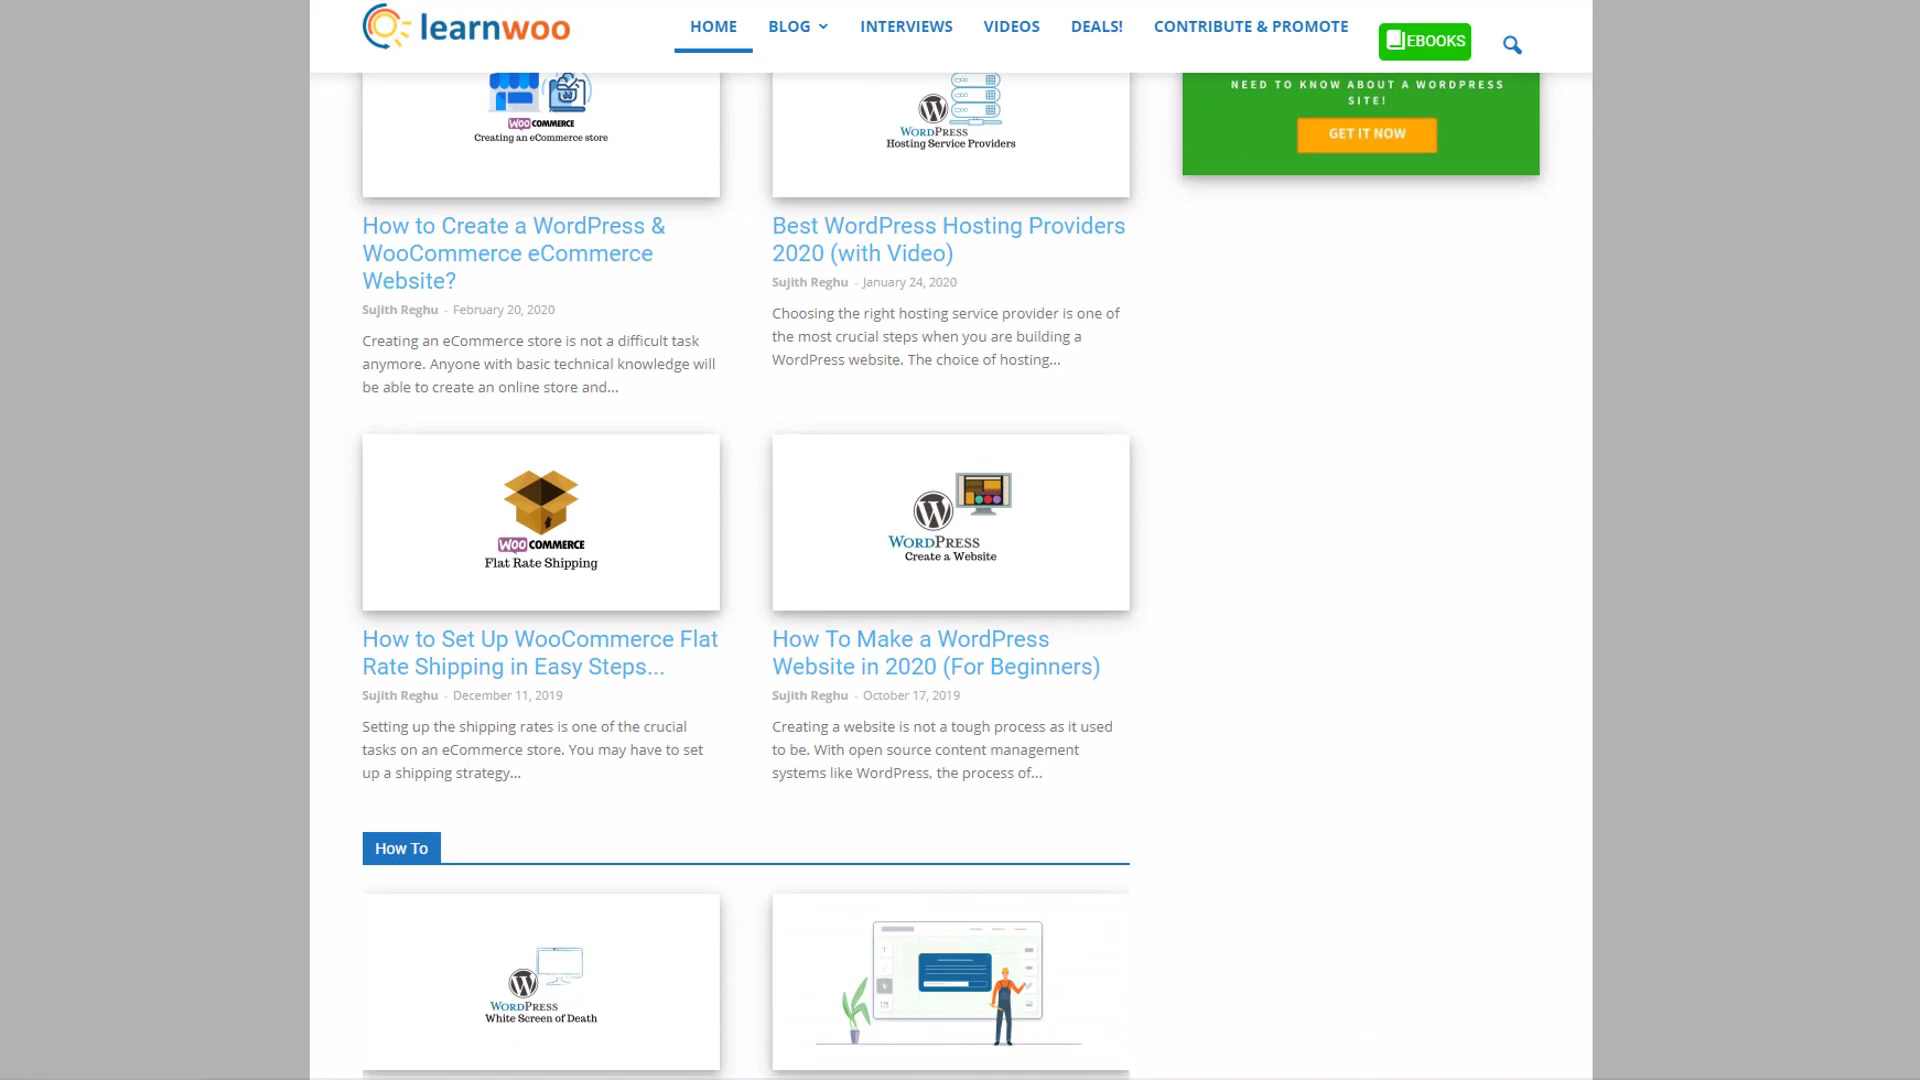 learnwoo
HOME
BLOG
INTERVIEWS
VIDEOS
DEALS!
CONTRIBUTE & PROMOTE
EBOOKS
WOO COMMERCE
Creating an eCommerce store
WORDPRESS
Hosting Service Providers
NEED TO KNOW ABOUT A WORDPRESS
SITE!
GET IT NOW
How to Create a WordPress &
WooCommerce eCommerce
Website?
Sujith Reghu - February 20, 2020
Creating an eCommerce store is not a difficult task
anymore. Anyone with basic technical knowledge will
be able to create an online store and...
Best WordPress Hosting Providers
2020 (with Video)
Sujith Reghu - January 24, 2020
Choosing the right hosting service provider is one of
the most crucial steps when you are building a
WordPress website. The choice of hosting...
WOO COMMERCE
Flat Rate Shipping
WORDPRESS
Create a Website
How to Set Up WooCommerce Flat
Rate Shipping in Easy Steps...
Sujith Reghu - December 11, 2019
Setting up the shipping rates is one of the crucial
tasks on an eCommerce store. You may have to set
up a shipping strategy...
How To Make a WordPress
Website in 2020 (For Beginners)
Sujith Reghu - October 17, 2019
Creating a website is not a tough process as it used
to be. With open source content management
systems like WordPress, the process of...
How To
WORDPRESS
White Screen of Death